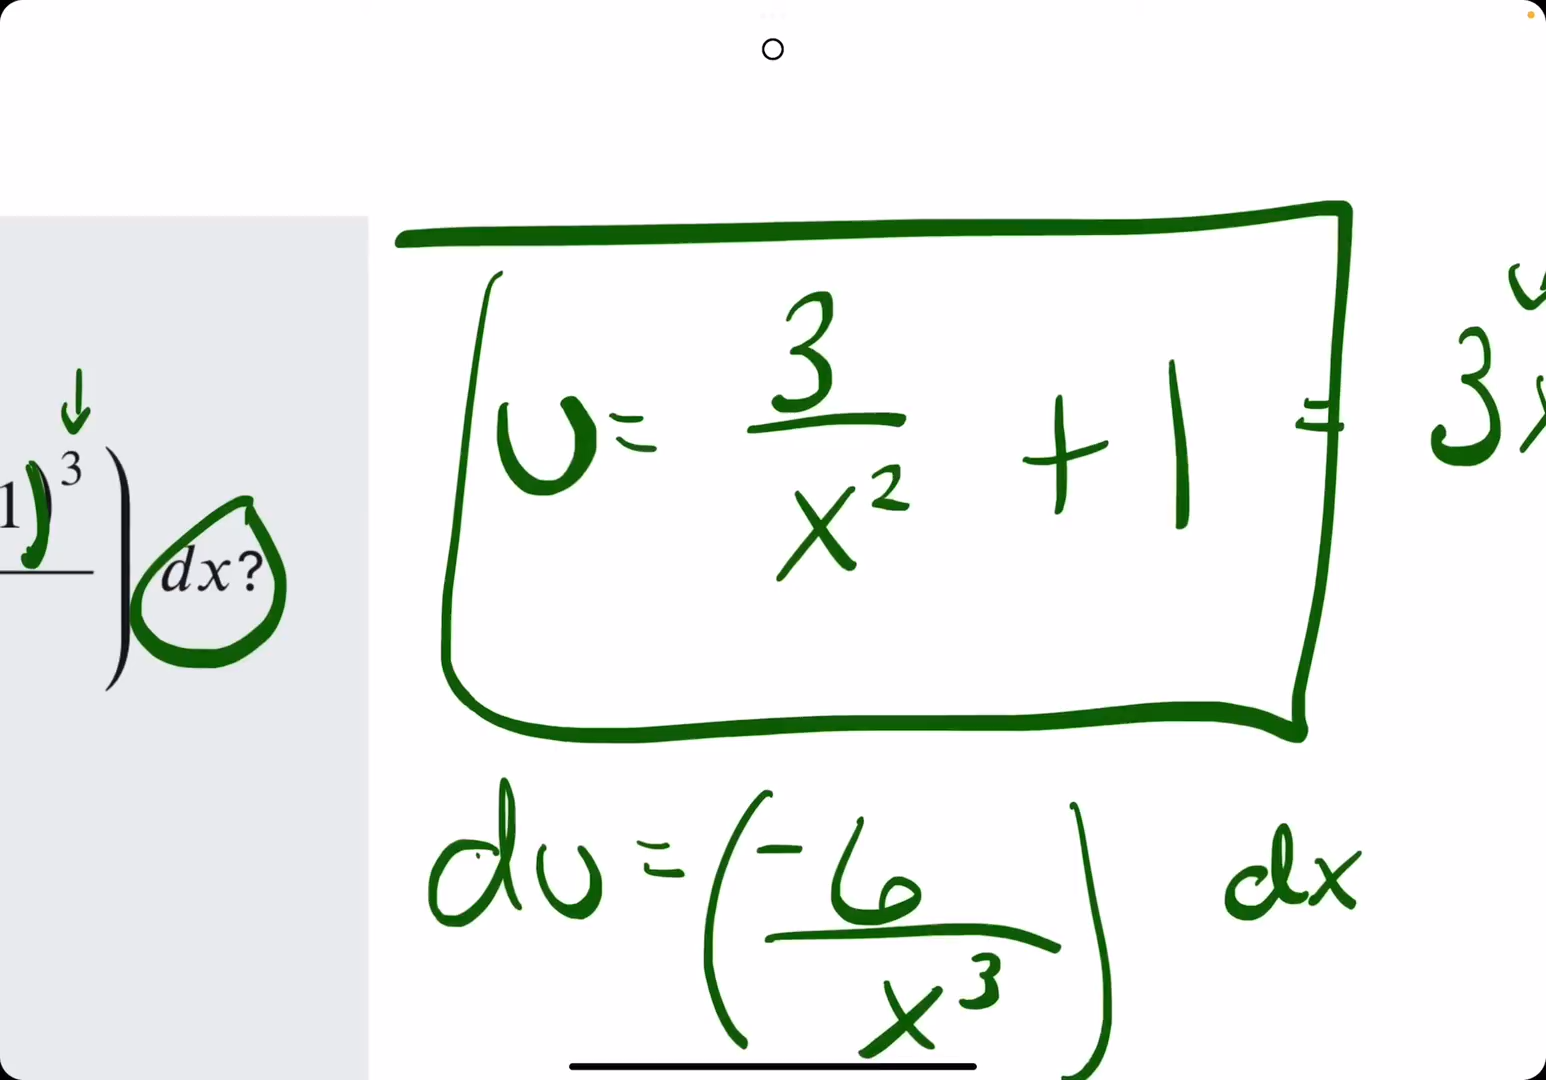 1)³) dx?
u = 3/x² + 1 = 3
du = (-6/x³) dx